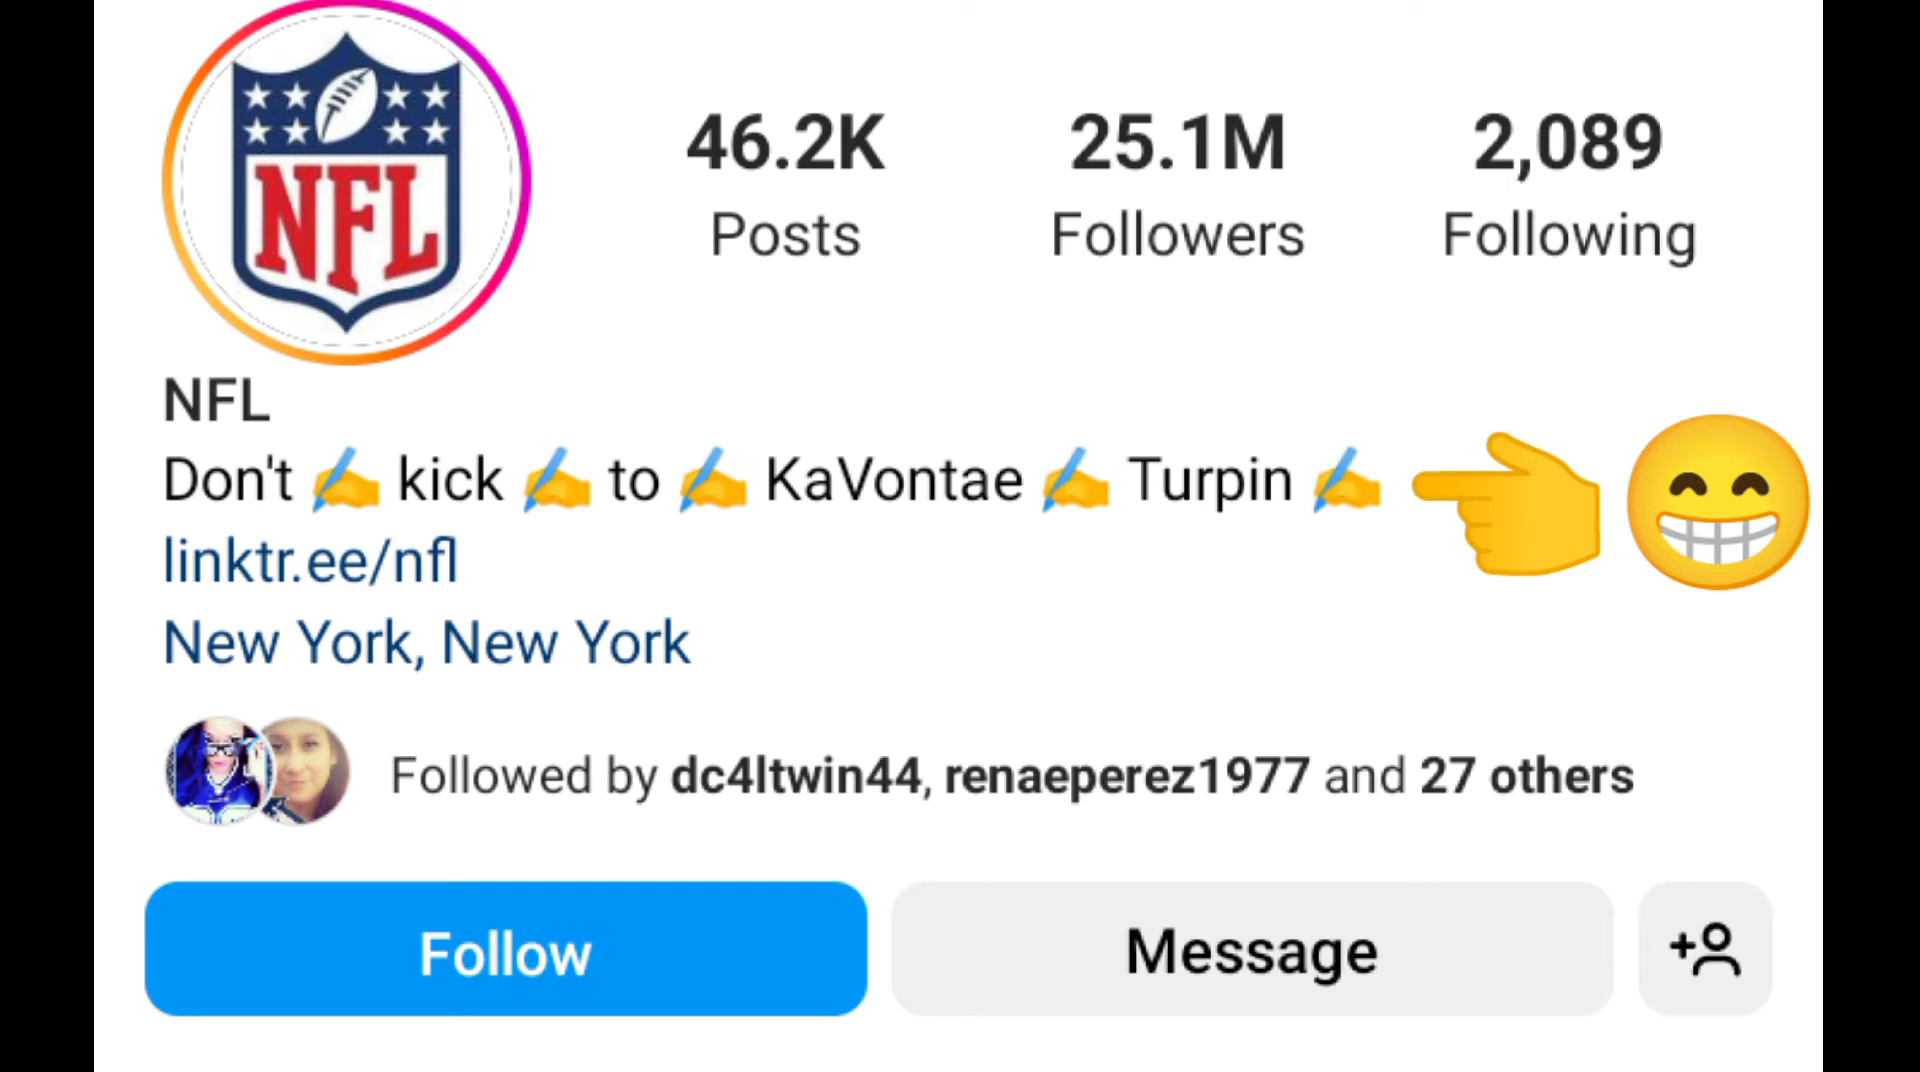 NFL
46.2K 25.1M 2,089
Posts Followers Following
NFL
Don't ✍️ kick ✍️ to ✍️ KaVontae ✍️ Turpin ✍️ 👈 😁
linktr.ee/nfl
New York, New York
Followed by dc4ltwin44, renaeperez1977 and 27 others
Follow Message